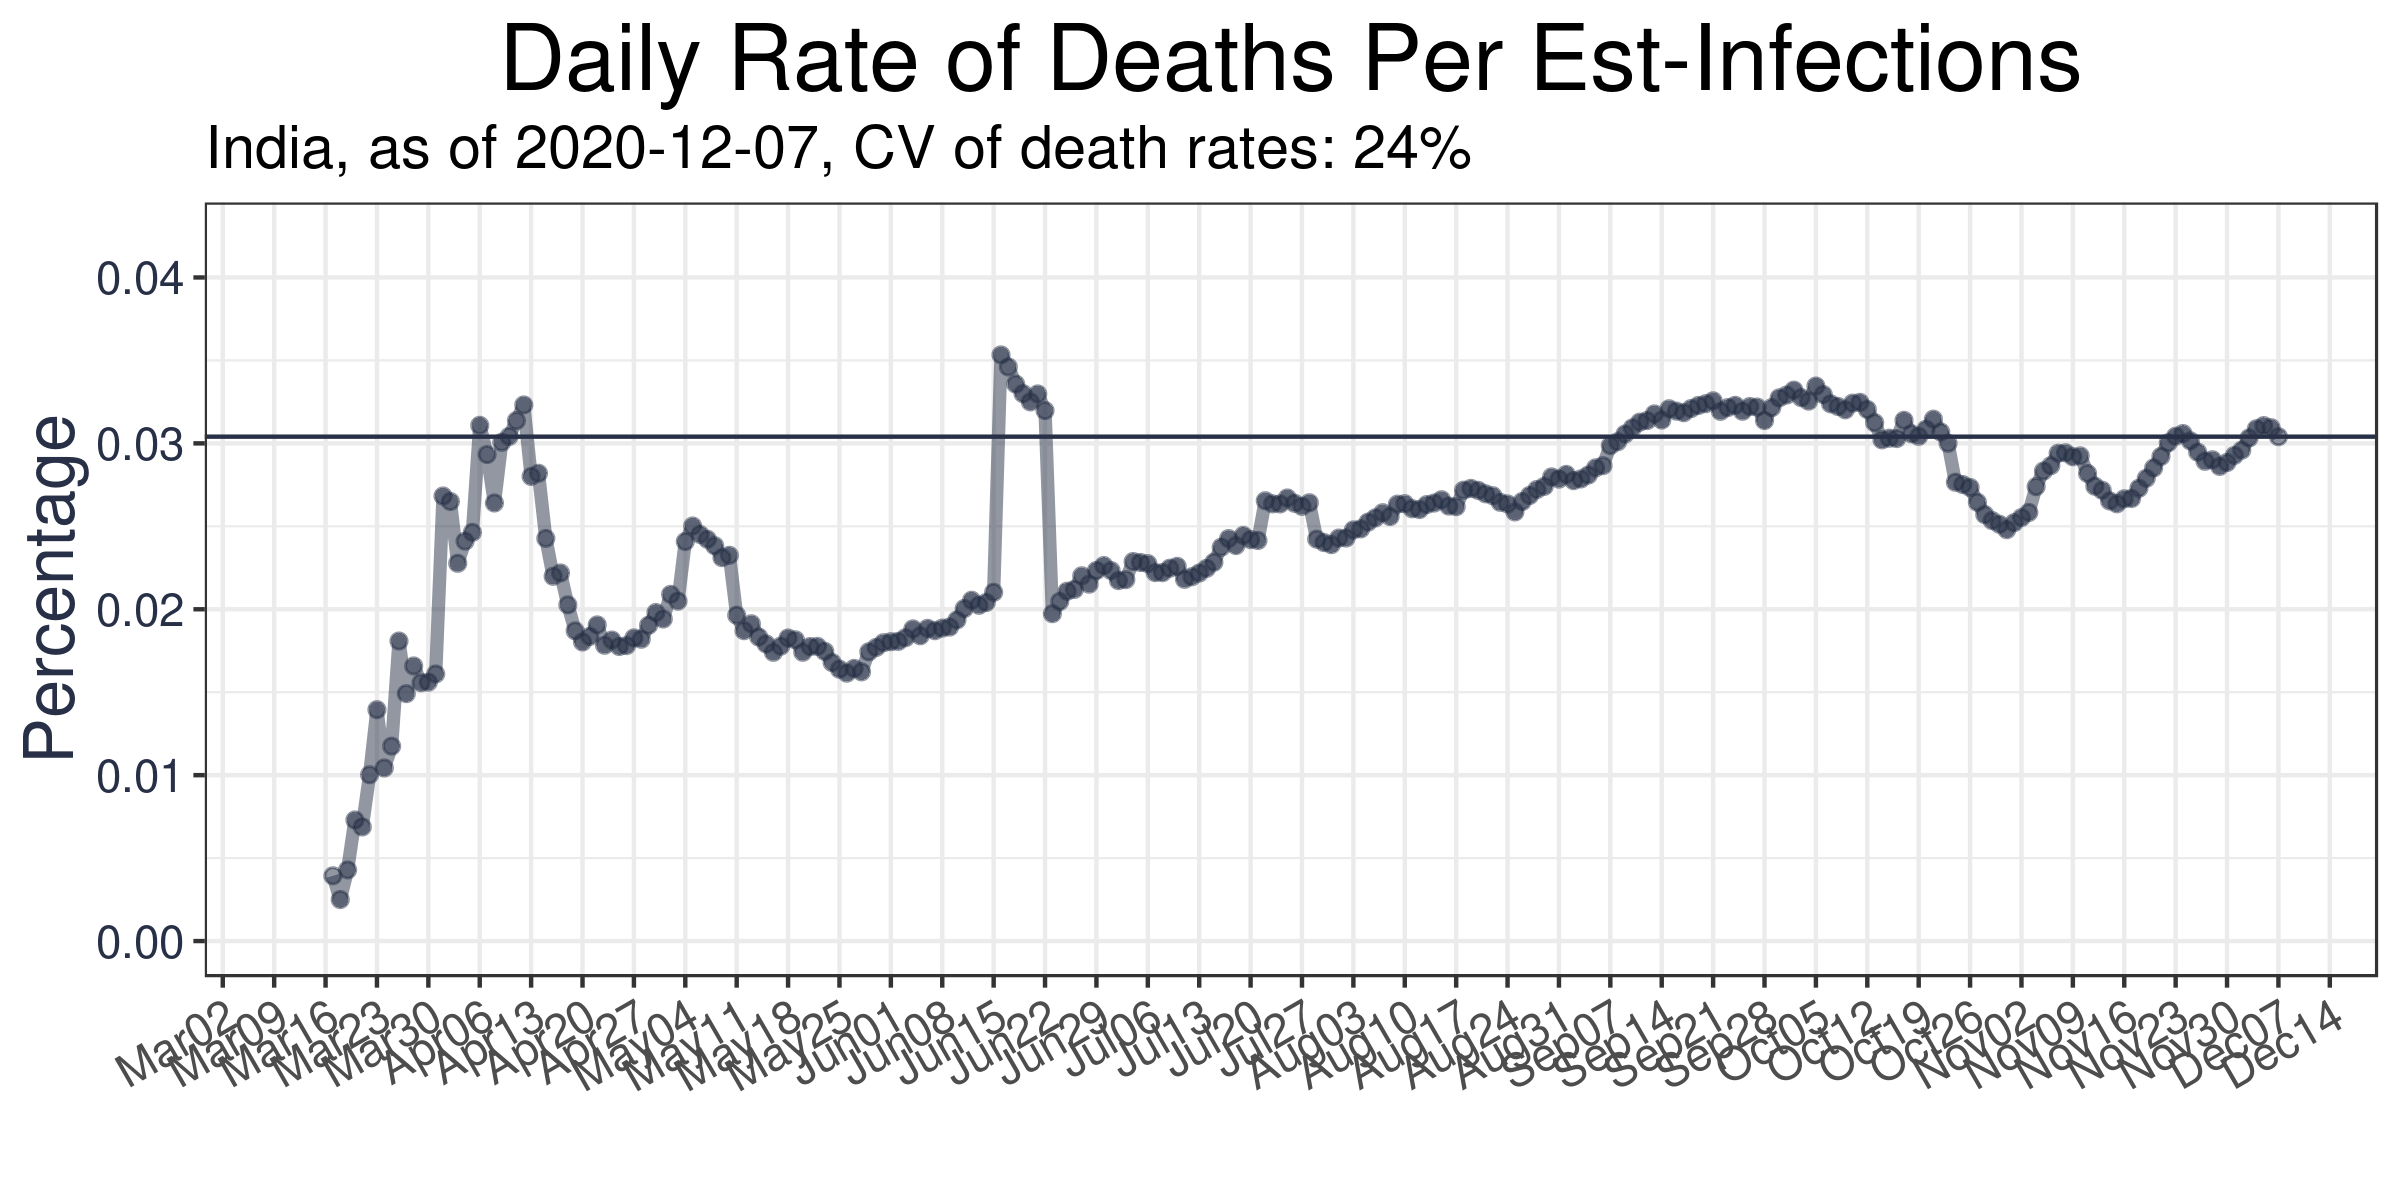 Daily Rate of Deaths Per Est-Infections
India, as of 2020-12-07, CV of death rates: 24%
Percentage
0.04
0.03
0.02
0.01
0.00
Mar02
Mar09
Mar16
Mar23
Mar30
Apr06
Apr13
Apr20
Apr27
May04
May11
May18
May25
Jun01
Jun08
Jun15
Jun22
Jun29
Jul06
Jul13
Jul20
Jul27
Aug03
Aug10
Aug17
Aug24
Aug31
Sep07
Sep14
Sep21
Sep28
Oct05
Oct12
Oct19
Oct26
Nov02
Nov09
Nov16
Nov23
Nov30
Dec07
Dec14